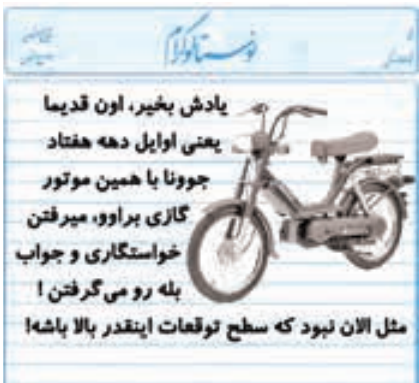 نوستالوگرام
یادش بخیر، اون قدیما
یعنی اوایل دهه هفتاد
جوونا با همین موتور
گازی براوو، میرفتن
خواستگاری و جواب
بله رو می‌گرفتن !
مثل الان نبود که سطح توقعات اینقدر بالا باشه!